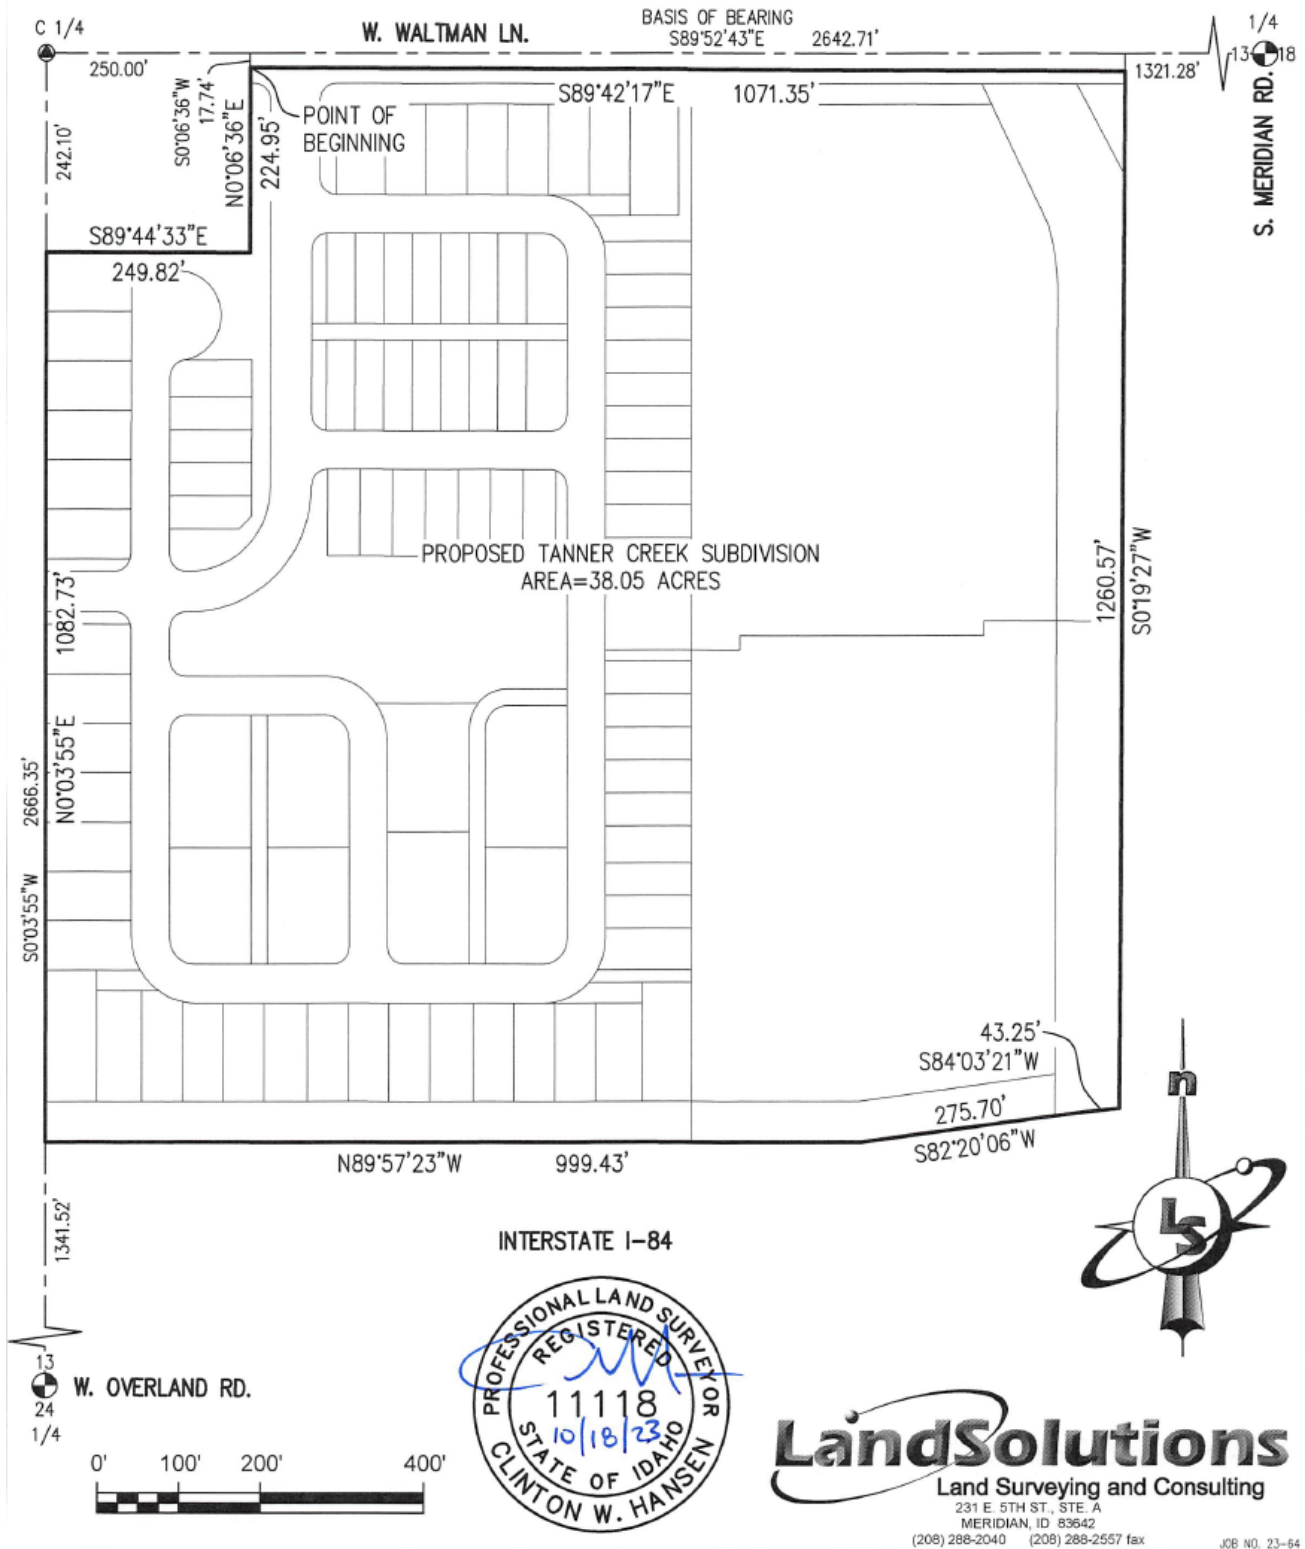 C 1/4
W. WALTMAN LN.
BASIS OF BEARING
S89°52'43"E 2642.71'
1/4
13 18
250.00'
1321.28'
S. MERIDIAN RD.
S0°06'36"W
17.74'
N0°06'36"E
224.95'
POINT OF
BEGINNING
S89°42'17"E 1071.35'
242.10'
S89°44'33"E
249.82'
PROPOSED TANNER CREEK SUBDIVISION
AREA=38.05 ACRES
1260.57'
S0°19'27"W
1082.73'
N0°03'55"E
2666.35'
S0°03'55"W
43.25'
S84°03'21"W
275.70'
S82°20'06"W
N89°57'23"W 999.43'
1341.52'
INTERSTATE I-84
n
LS
13
24
1/4
W. OVERLAND RD.
0' 100' 200' 400'
PROFESSIONAL LAND SURVEYOR
REGISTERED
11118
10/18/23
STATE OF IDAHO
CLINTON W. HANSEN
LandSolutions
Land Surveying and Consulting
231 E. 5TH ST., STE. A
MERIDIAN, ID 83642
(208) 288-2040 (208) 288-2557 fax
JOB NO. 23-64